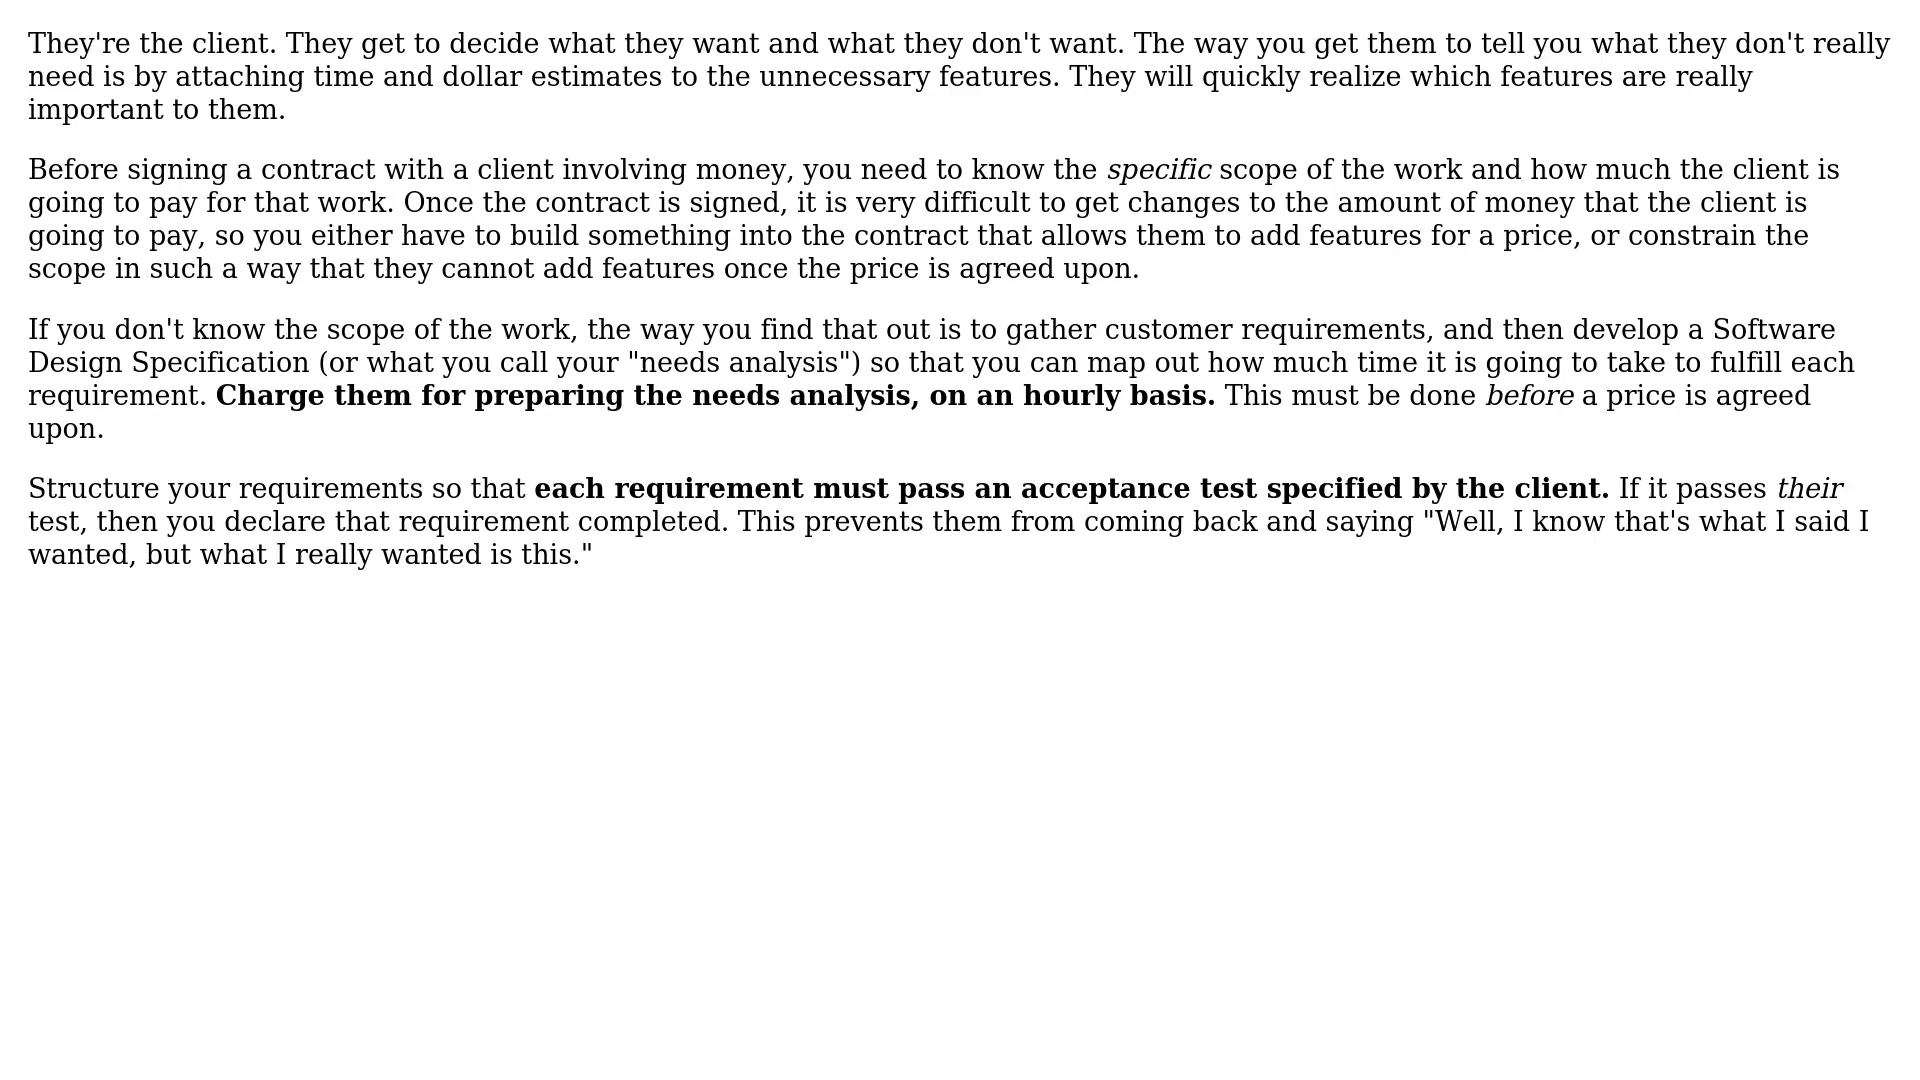 They're the client. They get to decide what they want and what they don't want. The way you get them to tell you what they don't really
need is by attaching time and dollar estimates to the unnecessary features. They will quickly realize which features are really
important to them.
Before signing a contract with a client involving money, you need to know the specific scope of the work and how much the client is
going to pay for that work. Once the contract is signed, it is very difficult to get changes to the amount of money that the client is
going to pay, so you either have to build something into the contract that allows them to add features for a price, or constrain the
scope in such a way that they cannot add features once the price is agreed upon.
If you don't know the scope of the work, the way you find that out is to gather customer requirements, and then develop a Software
Design Specification (or what you call your "needs analysis") so that you can map out how much time it is going to take to fulfill each
requirement. Charge them for preparing the needs analysis, on an hourly basis. This must be done before a price is agreed
upon.
Structure your requirements so that each requirement must pass an acceptance test specified by the client. If it passes their
test, then you declare that requirement completed. This prevents them from coming back and saying "Well, I know that's what I said I
wanted, but what I really wanted is this."